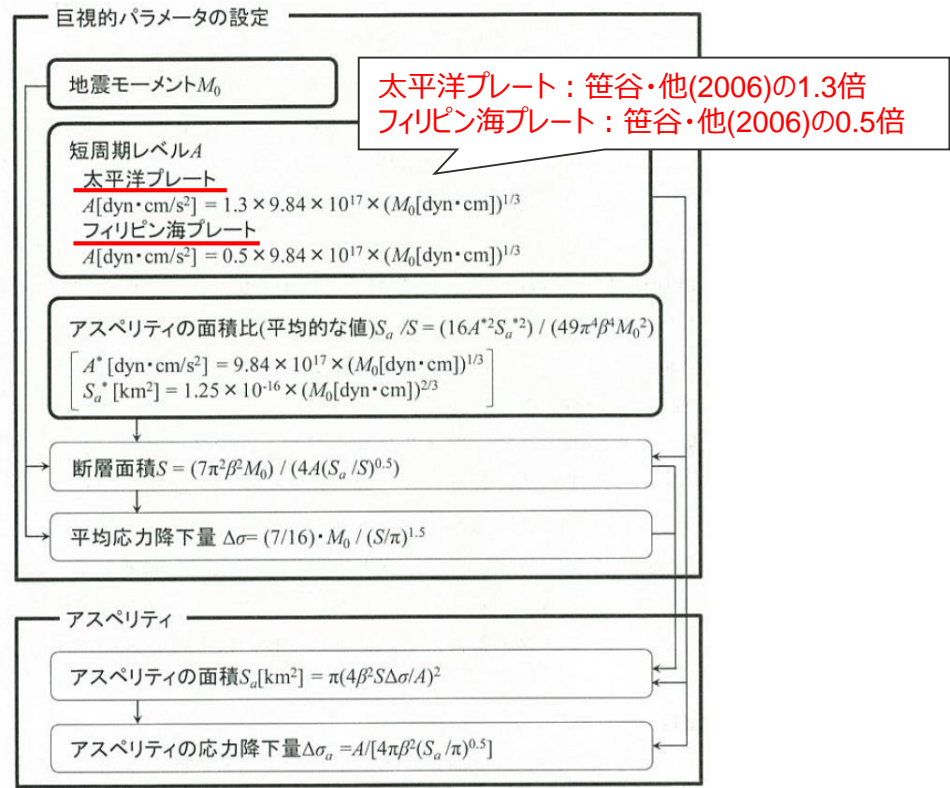 巨視的パラメータの設定
地震モーメントM₀
太平洋プレート：笹谷・他(2006)の1.3倍
フィリピン海プレート：笹谷・他(2006)の0.5倍
短周期レベルA
太平洋プレート
A[dyn・cm/s²] = 1.3 × 9.84 × 10¹⁷ × (M₀[dyn・cm])^{1/3}
フィリピン海プレート
A[dyn・cm/s²] = 0.5 × 9.84 × 10¹⁷ × (M₀[dyn・cm])^{1/3}
アスペリティの面積比(平均的な値)Sₐ /S = (16A*²Sₐ*²) / (49π⁴β⁴M₀²)
A* [dyn・cm/s²] = 9.84 × 10¹⁷ × (M₀[dyn・cm])^{1/3}
Sₐ* [km²] = 1.25 × 10⁻¹⁶ × (M₀[dyn・cm])^{2/3}
断層面積S = (7π²β²M₀) / (4A(Sₐ /S)^{0.5})
平均応力降下量 Δσ= (7/16)・M₀ / (S/π)^{1.5}
アスペリティ
アスペリティの面積Sₐ[km²] = π(4β²SΔσ/A)²
アスペリティの応力降下量Δσₐ =A/[4πβ²(Sₐ /π)^{0.5}]